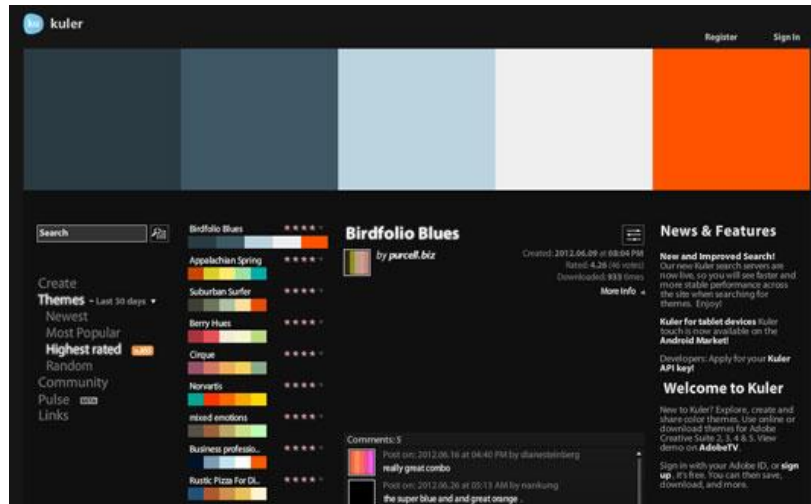 ku kuler
Register Sign In
Search
Create
Themes - Last 30 days
Newest
Most Popular
Highest rated
Random
Community
Pulse BETA
Links
Birdfolio Blues
Appalachian Spring
Suburban Surfer
Berry Hues
Cirque
Norvartis
mixed emotions
Business professio..
Rustic Pizza For Di..
Birdfolio Blues
by purcell.biz
Created: 2012.06.09 at 08:04 PM
Rated: 4.26 (46 votes)
Downloaded: 933 times
More Info
Comments: 5
Post on: 2012.06.16 at 04:40 PM by dianesteinberg
really great combo
Post on: 2012.06.26 at 05:13 AM by nankung
the super blue and and great orange .
News & Features
New and Improved Search!
Our new Kuler search servers are
now live, so you will see faster and
more stable performance across
the site when searching for
themes. Enjoy!
Kuler for tablet devices Kuler
touch is now available on the
Android Market!
Developers: Apply for your Kuler
API key!
Welcome to Kuler
New to Kuler? Explore, create and
share color themes. Use online or
download themes for Adobe
Creative Suite 2, 3, 4 & 5. View
demo on AdobeTV.
Sign in with your Adobe ID, or sign
up, it's free. You can then save,
download, and more.